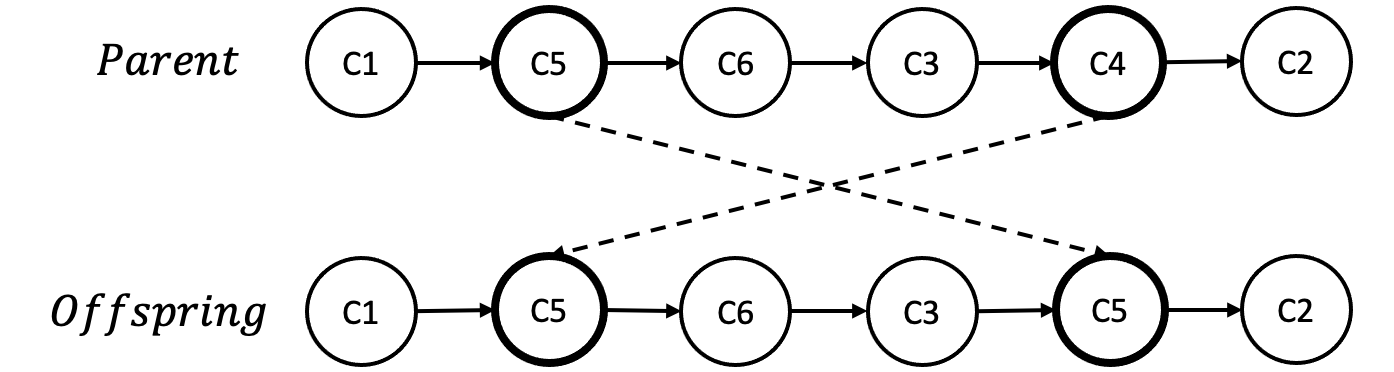 Parent C1 C5 C6 C3 C4 C2
Offspring C1 C5 C6 C3 C5 C2